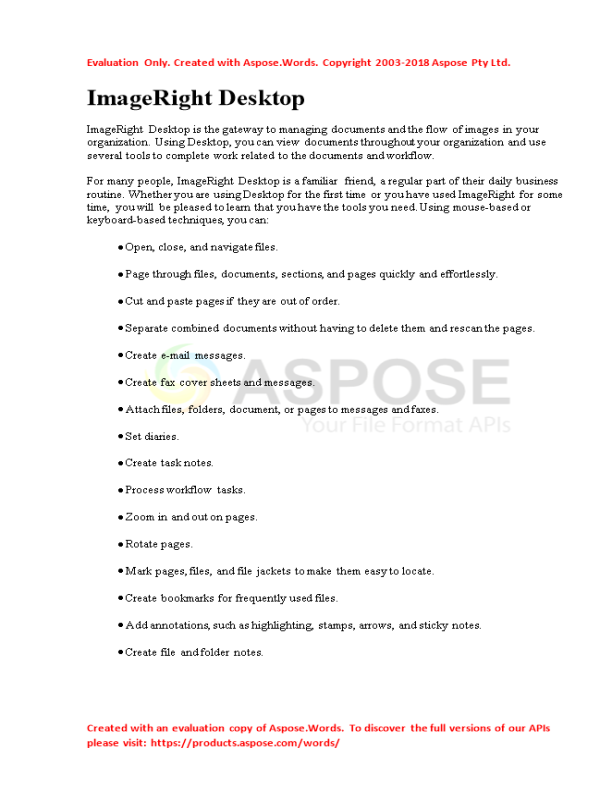 Evaluation Only. Created with Aspose.Words. Copyright 2003-2018 Aspose Pty Ltd.
ImageRight Desktop
ImageRight Desktop is the gateway to managing documents and the flow of images in your
organization. Using Desktop, you can view documents throughout your organization and use
several tools to complete work related to the documents and workflow.
For many people, ImageRight Desktop is a familiar friend, a regular part of their daily business
routine. Whether you are using Desktop for the first time or you have used ImageRight for some
time, you will be pleased to learn that you have the tools you need. Using mouse-based or
keyboard-based techniques, you can:
• Open, close, and navigate files.
• Page through files, documents, sections, and pages quickly and effortlessly.
• Cut and paste pages if they are out of order.
• Separate combined documents without having to delete them and rescan the pages.
• Create e-mail messages.
• Create fax cover sheets and messages.
• Attach files, folders, document, or pages to messages and faxes.
• Set diaries.
• Create task notes.
• Process workflow tasks.
• Zoom in and out on pages.
• Rotate pages.
• Mark pages, files, and file jackets to make them easy to locate.
• Create bookmarks for frequently used files.
• Add annotations, such as highlighting, stamps, arrows, and sticky notes.
• Create file and folder notes.
ASPOSE
Your File Format APIs
Created with an evaluation copy of Aspose.Words. To discover the full versions of our APIs
please visit: https://products.aspose.com/words/